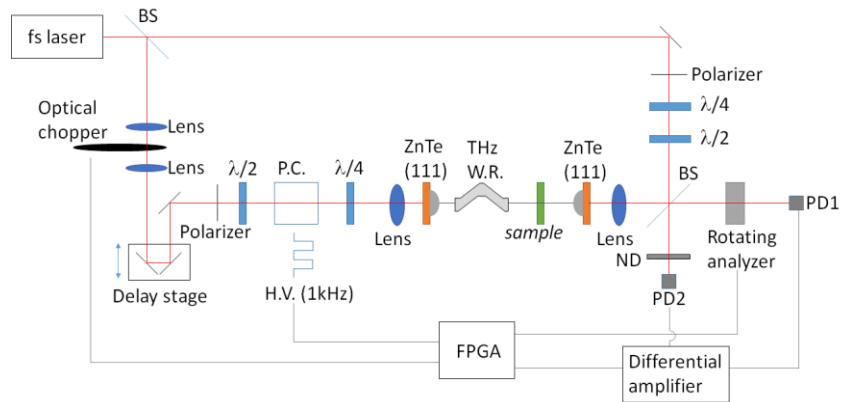 BS
fs laser
Polarizer
Optical
chopper
Lens
λ/4
Lens
λ/2
λ/2
P.C.
λ/4
ZnTe
(111)
THz
W.R.
ZnTe
(111)
BS
PD1
Polarizer
Lens
sample
Lens
Rotating
analyzer
ND
Delay stage
H.V. (1kHz)
PD2
FPGA
Differential
amplifier